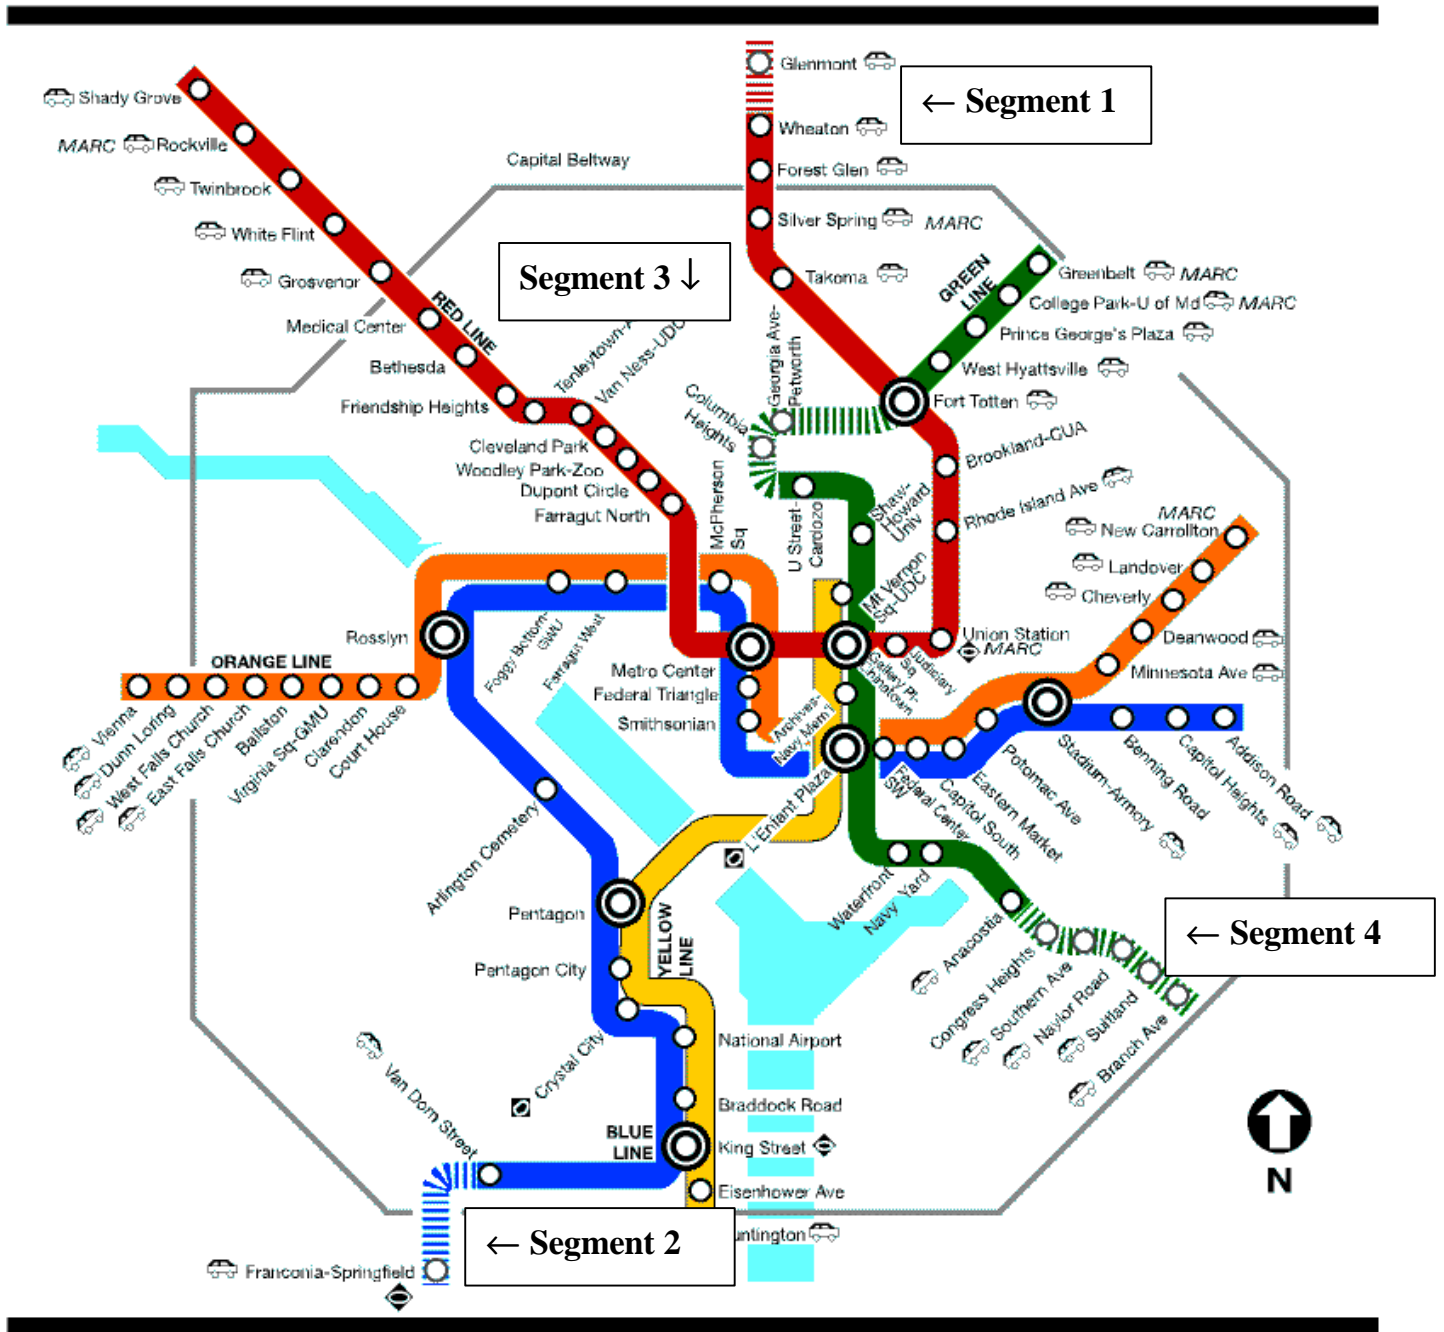 Glenmont
← Segment 1
Shady Grove
Wheaton
MARC
Rockville
Capital Beltway
Forest Glen
Twinbrook
Silver Spring
MARC
White Flint
Segment 3 ↓
Takoma
GREEN
LINE
Greenbelt
MARC
Grosvenor
College Park-U of Md
MARC
RED LINE
Medical Center
Prince George's Plaza
Bethesda
Van Ness-UDC
Georgia Ave-
Petworth
West Hyattsville
Friendship Heights
Columbia
Heights
Fort Totten
Cleveland Park
Woodley Park-Zoo
Dupont Circle
Farragut North
Brookland-CUA
McPherson
Sq
U Street-
Cardozo
Shaw-
Howard
Univ
Rhode Island Ave
MARC
New Carrollton
Landover
Cheverly
Mt Vernon
Sq-UDC
Deanwood
Minnesota Ave
Rosslyn
Foggy Bottom-
GWU
Farragut West
Metro Center
Federal Triangle
Smithsonian
Gallery Pl-
Chinatown
Judiciary
Sq
Union Station
MARC
ORANGE LINE
Archives-
Navy Mem'l
Vienna
Dunn Loring
West Falls Church
East Falls Church
Ballston
Virginia Sq-GMU
Clarendon
Court House
L'Enfant Plaza
Federal Center
SW
Capitol South
Eastern Market
Potomac Ave
Stadium-Armory
Benning Road
Capitol Heights
Addison Road
Arlington Cemetery
Waterfront
Navy Yard
Pentagon
YELLOW
LINE
Anacostia
← Segment 4
Pentagon City
Congress Heights
Southern Ave
Naylor Road
Suitland
Branch Ave
Crystal City
National Airport
Van Dorn Street
Braddock Road
BLUE
LINE
King Street
Eisenhower Ave
N
← Segment 2
Franconia-Springfield